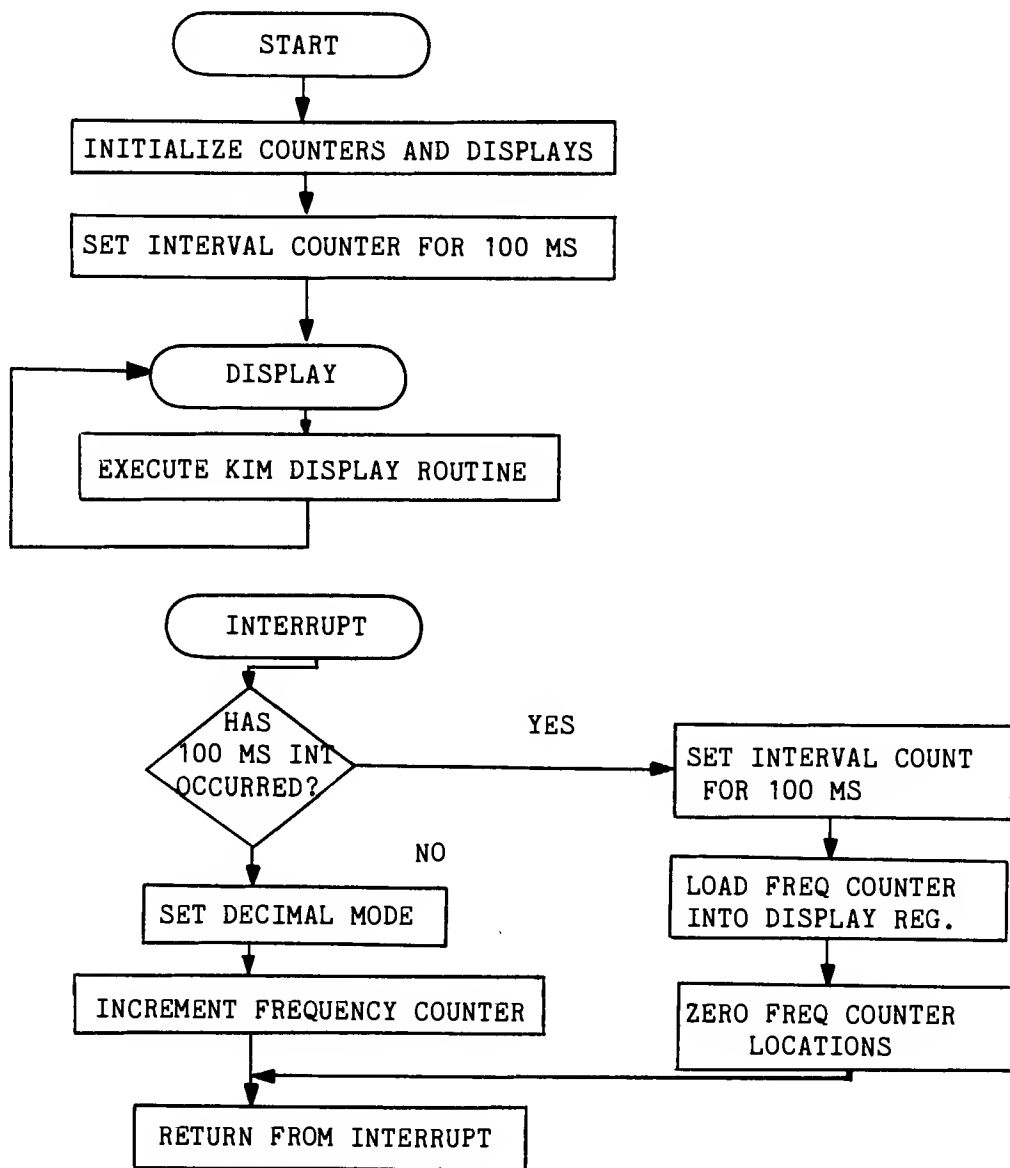 START
INITIALIZE COUNTERS AND DISPLAYS
SET INTERVAL COUNTER FOR 100 MS
DISPLAY
EXECUTE KIM DISPLAY ROUTINE
INTERRUPT
HAS
100 MS INT
OCCURRED?
YES
NO
SET INTERVAL COUNT
FOR 100 MS
LOAD FREQ COUNTER
INTO DISPLAY REG.
ZERO FREQ COUNTER
LOCATIONS
SET DECIMAL MODE
INCREMENT FREQUENCY COUNTER
RETURN FROM INTERRUPT